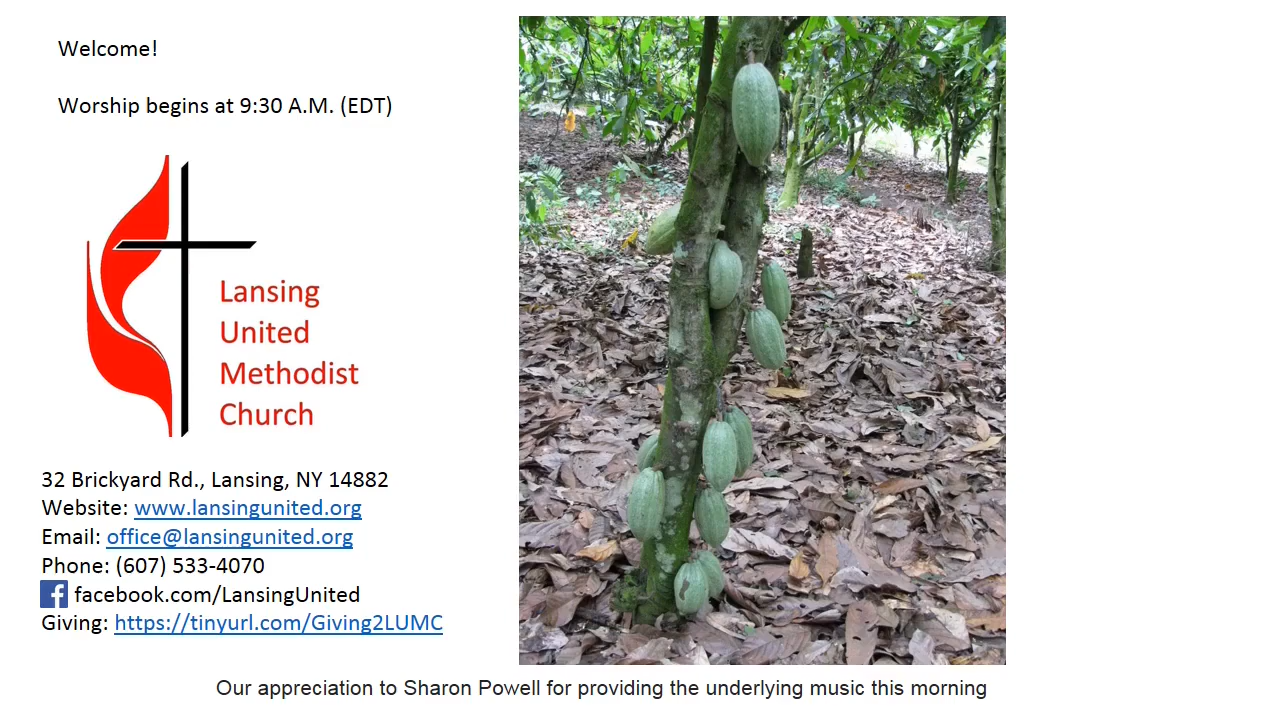 Welcome!
Worship begins at 9:30 A.M. (EDT)
Lansing
United
Methodist
Church
32 Brickyard Rd., Lansing, NY 14882
Website: www.lansingunited.org
Email: office@lansingunited.org
Phone: (607) 533-4070
facebook.com/LansingUnited
Giving: https://tinyurl.com/Giving2LUMC
Our appreciation to Sharon Powell for providing the underlying music this morning